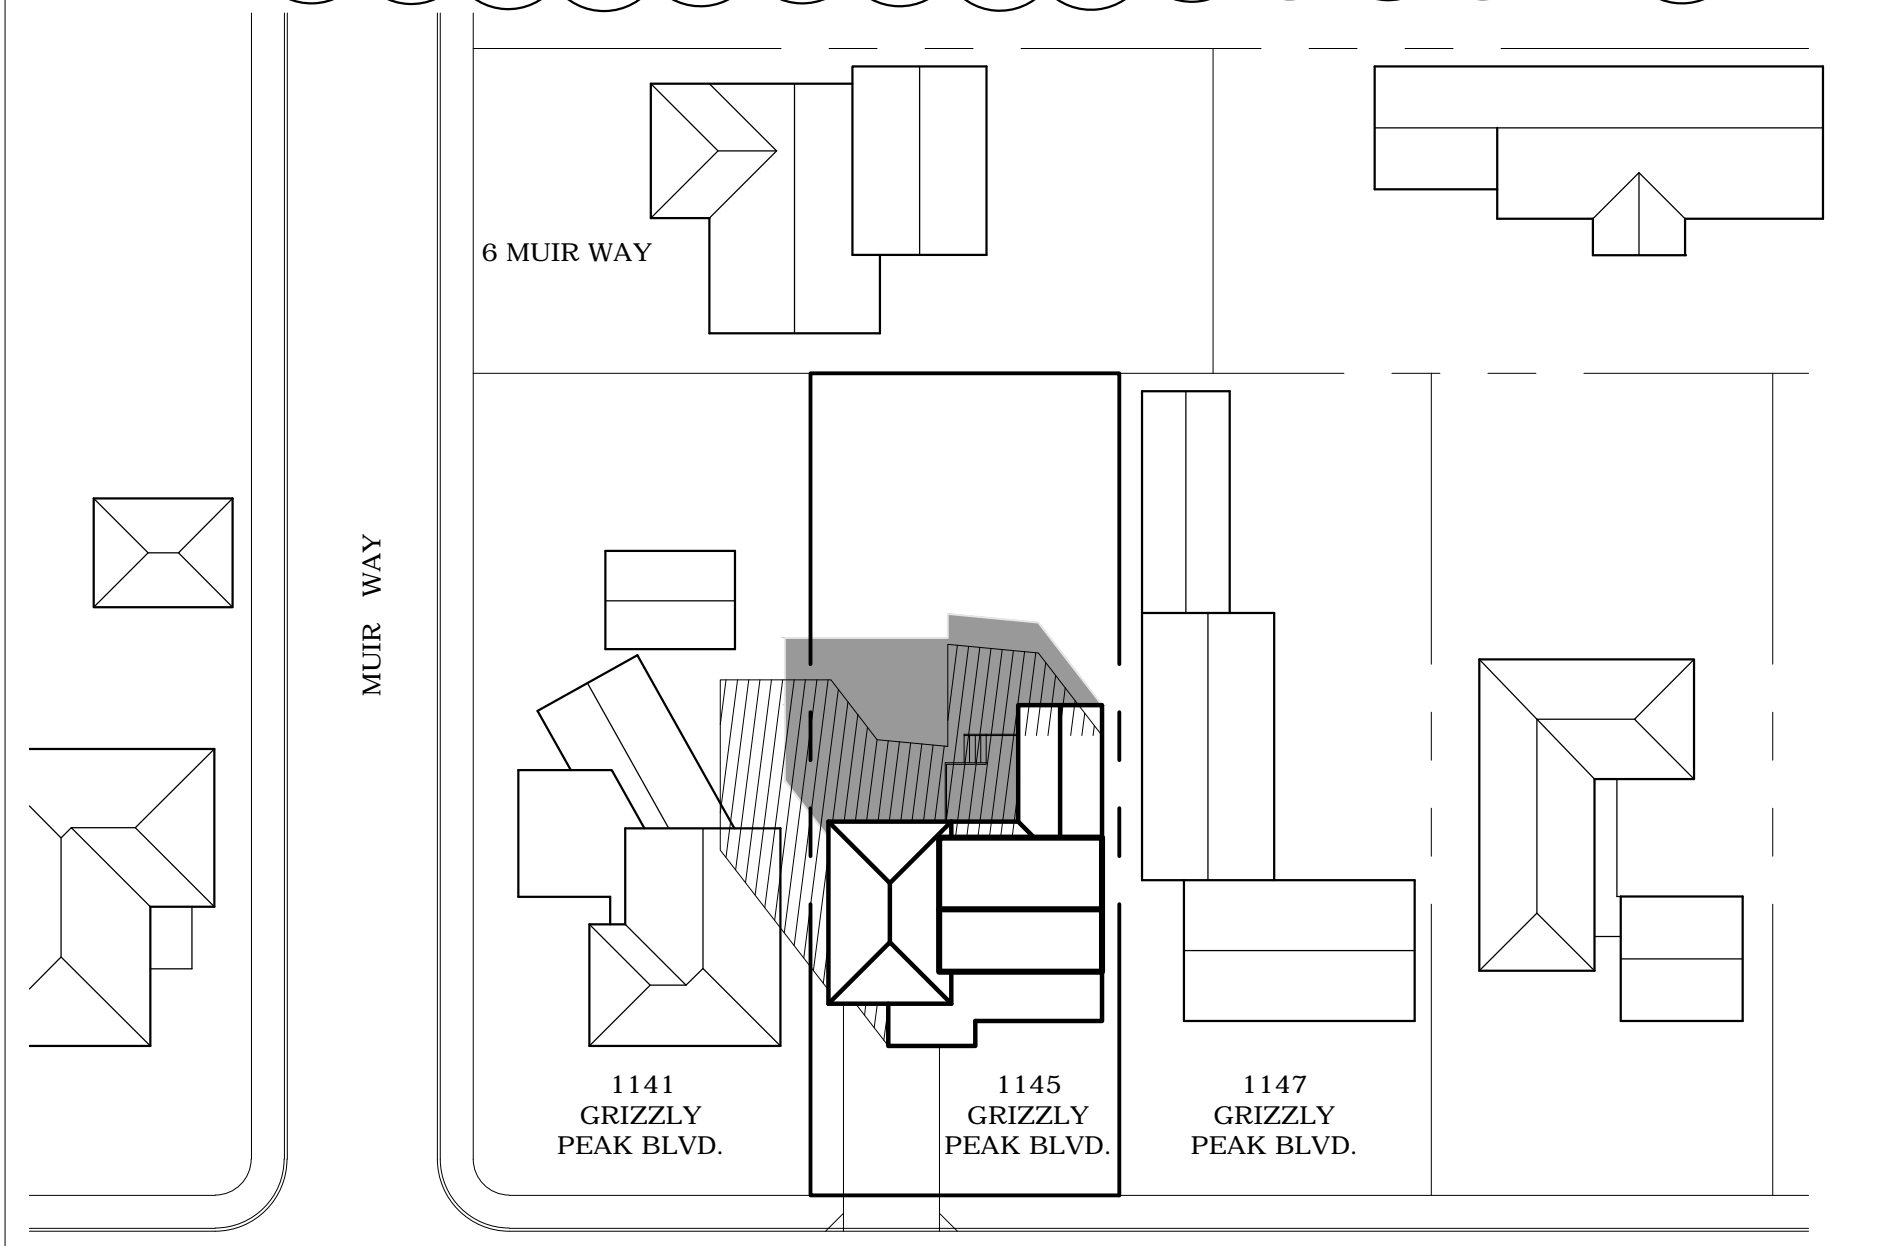 6 MUIR WAY
MUIR WAY
1141
GRIZZLY
PEAK BLVD.
1145
GRIZZLY
PEAK BLVD.
1147
GRIZZLY
PEAK BLVD.